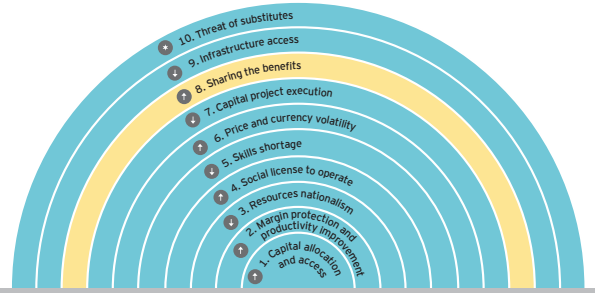 10. Threat of substitutes
9. Infrastructure access
8. Sharing the benefits
7. Capital project execution
6. Price and currency volatility
5. Skills shortage
4. Social license to operate
3. Resources nationalism
2. Margin protection and
productivity improvement
1. Capital allocation
and access